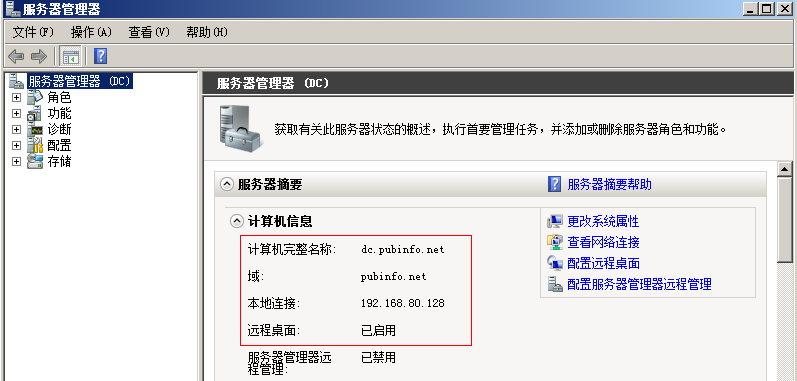 服务器管理器
文件(F) 操作(A) 查看(V) 帮助(H)
服务器管理器 (DC)
角色
功能
诊断
配置
存储
服务器管理器 (DC)
获取有关此服务器状态的概述，执行首要管理任务，并添加或删除服务器角色和功能。
服务器摘要
服务器摘要帮助
计算机信息
计算机完整名称: dc.pubinfo.net
域: pubinfo.net
本地连接: 192.168.80.128
远程桌面: 已启用
服务器管理器远
程管理: 已禁用
更改系统属性
查看网络连接
配置远程桌面
配置服务器管理器远程管理